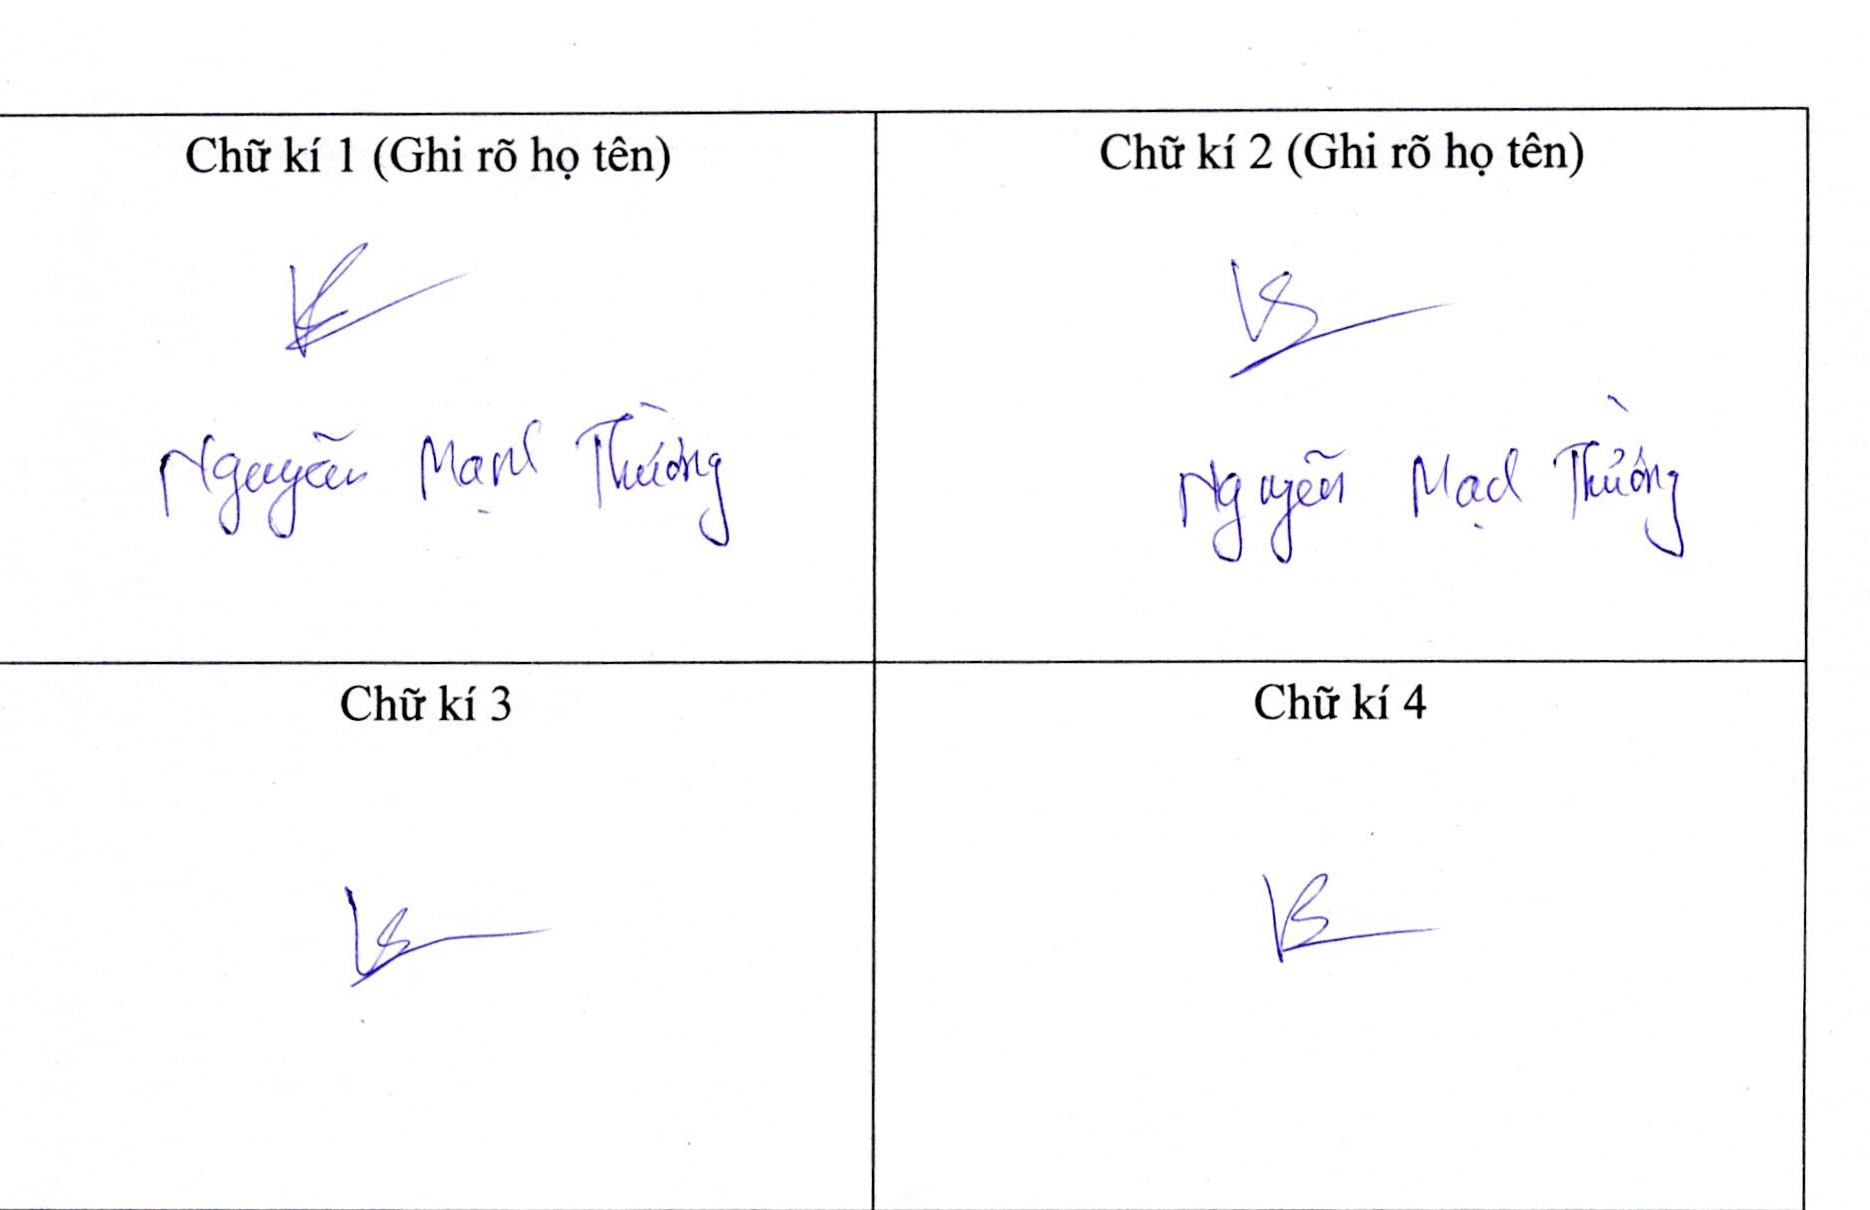 Chữ kí 1 (Ghi rõ họ tên)
Nguyễn Mạnh Thường
Chữ kí 2 (Ghi rõ họ tên)
Nguyễn Mạnh Thưởng
Chữ kí 3
Chữ kí 4